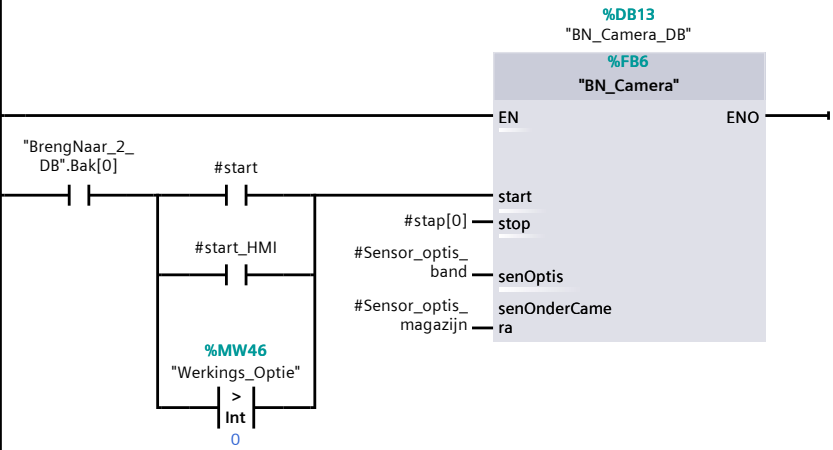 %DB13
"BN_Camera_DB"
%FB6
"BN_Camera"
EN
ENO
"BrengNaar_2_
DB".Bak[0]
#start
start
#stap[0]
stop
#start_HMI
#Sensor_optis_
band
senOptis
#Sensor_optis_
magazijn
senOnderCame
ra
%MW46
"Werkings_Optie"
>
Int
0